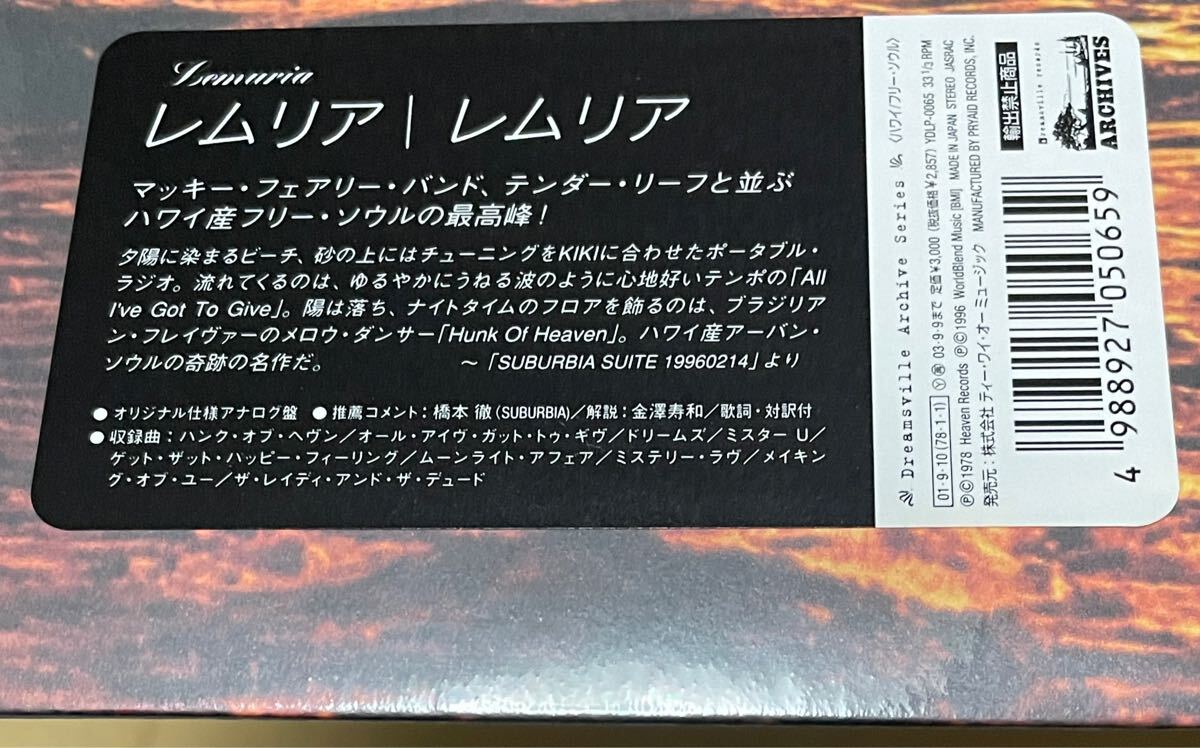 Lemuria
レムリア | レムリア
マッキー・フェアリー・バンド、テンダー・リーフと並ぶ
ハワイ産フリー・ソウルの最高峰！
夕陽に染まるビーチ、砂の上にはチューニングをKIKIに合わせたポータブル・
ラジオ。流れてくるのは、ゆるやかにうねる波のように心地好いテンポの「All
I've Got To Give」。陽は落ち、ナイトタイムのフロアを飾るのは、ブラジリア
ン・フレイヴァーのメロウ・ダンサー「Hunk Of Heaven」。ハワイ産アーバン・
ソウルの奇跡の名作だ。 ～「SUBURBIA SUITE 19960214」より
● オリジナル仕様アナログ盤 ● 推薦コメント：橋本 徹（SUBURBIA）／解説：金澤寿和／歌詞・対訳付
● 収録曲：ハンク・オブ・ヘヴン／オール・アイヴ・ガット・トゥ・ギヴ／ドリームズ／ミスター U／
ゲット・ザット・ハッピー・フィーリング／ムーンライト・アフェア／ミステリー・ラヴ／メイキン
グ・オブ・ユー／ザ・レイディ・アンド・ザ・デュード
Dreamsville Archive Series 〈ハワイ/フリー・ソウル〉
01・9・10(78・1・1) Ⓨ㊙ 03・9・9まで 定価¥3,000 (税抜価格¥2,857) YDLP-0065 33 1/3 RPM
Ⓟ©1978 Heaven Records Ⓟ©1996 WorldBlend Music [BMI] MADE IN JAPAN STEREO JASRAC
発売元：株式会社 ティー・ワイ・オー ミュージック MANUFACTURED BY PRYAID RECORDS, INC.
輸出禁止商品
Dreamsville records
ARCHIVES
4 988927 050659